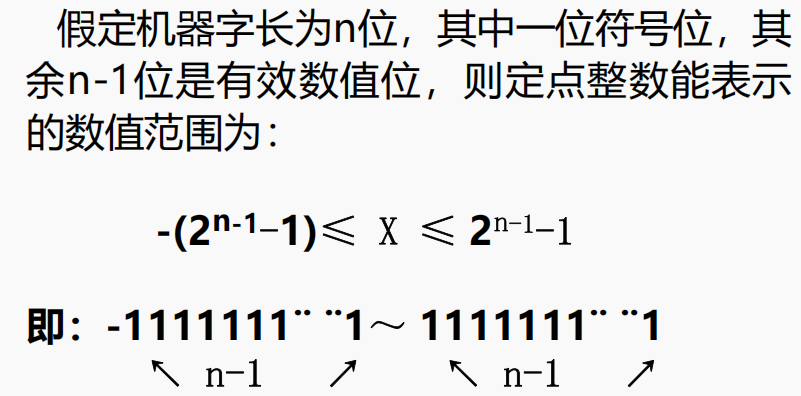 假定机器字长为n位，其中一位符号位，其
余n-1位是有效数值位，则定点整数能表示
的数值范围为：
-(2ⁿ⁻¹-1)≤ X ≤ 2ⁿ⁻¹-1
即：-1111111¨ ¨1～ 1111111¨ ¨1
↖ n-1 ↗ ↖ n-1 ↗